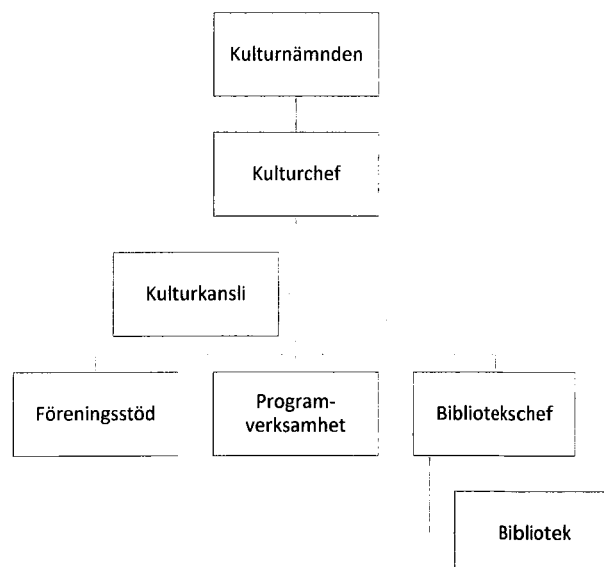 Kulturnämnden
Kulturchef
Kulturkansli
Föreningsstöd
Program-
verksamhet
Bibliotekschef
Bibliotek